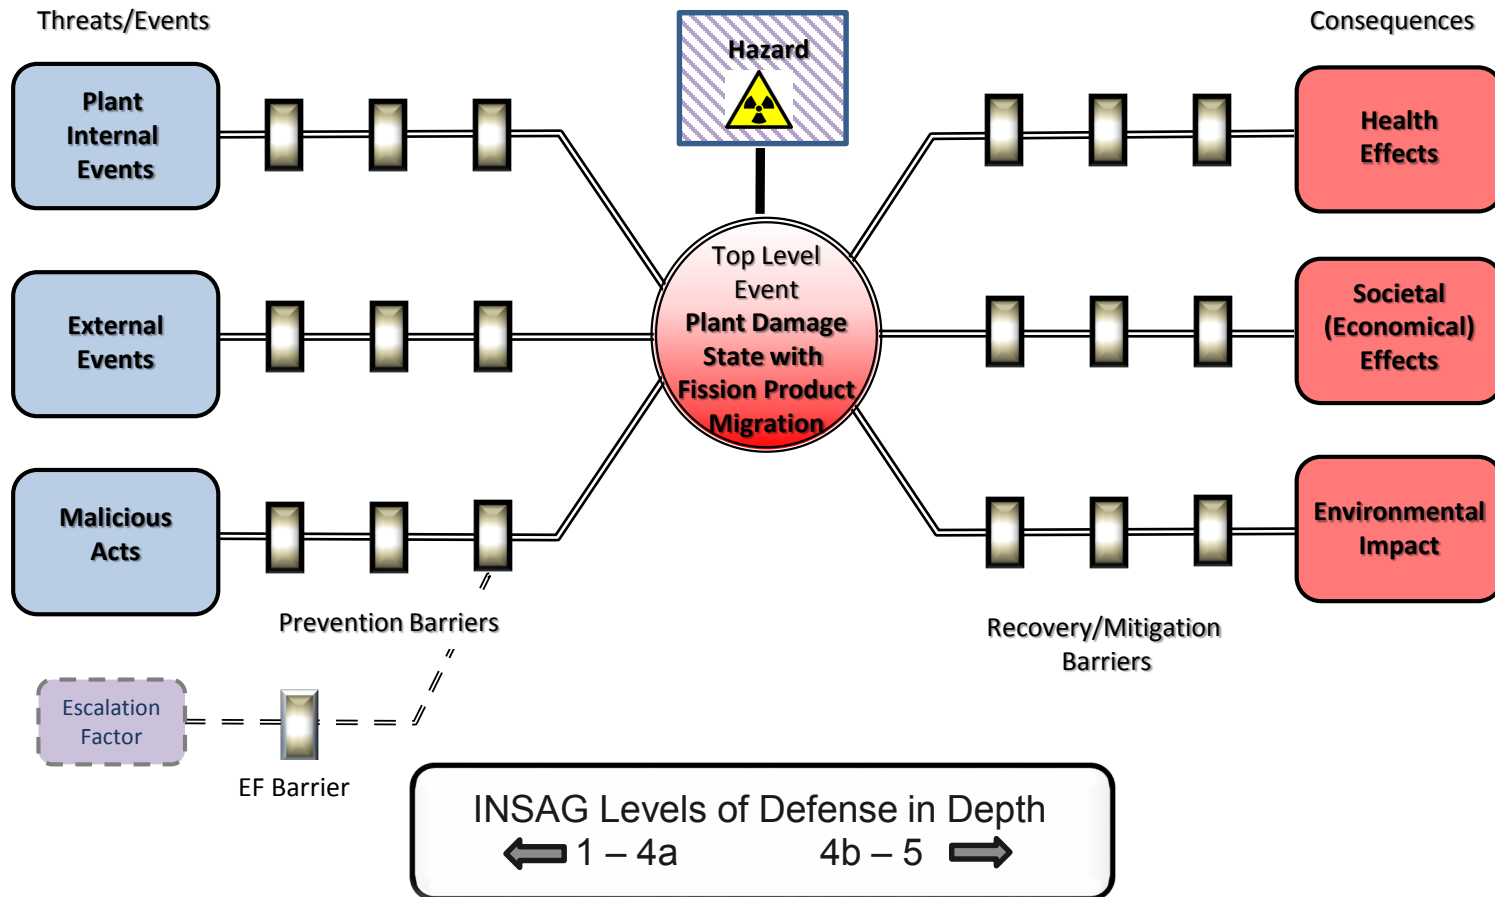 Threats/Events
Hazard
Consequences
Plant
Internal
Events
Health
Effects
Top Level
Event
Plant Damage
State with
Fission Product
Migration
External
Events
Societal
(Economical)
Effects
Malicious
Acts
Environmental
Impact
Prevention Barriers
Recovery/Mitigation
Barriers
Escalation
Factor
EF Barrier
INSAG Levels of Defense in Depth
1 – 4a 4b – 5